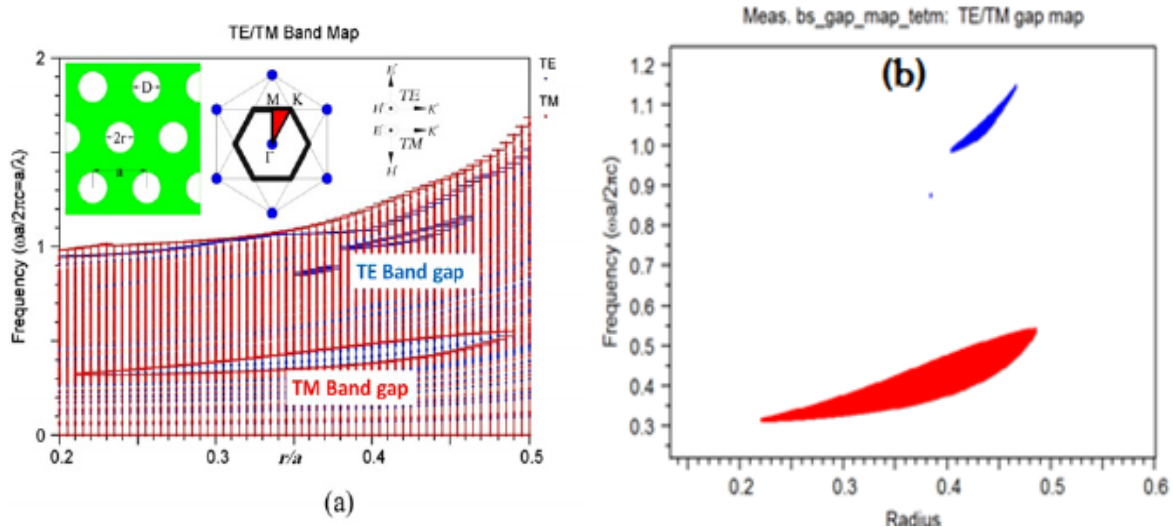 TE/TM Band Map
Frequency (ωa/2πc=a/λ)
2
1
0
0.2
0.3
r/a
0.4
0.5
D
2r
a
M
K
Γ
E
TE
H
K
E
K
TM
H
TE
TM
TE Band gap
TM Band gap
(a)
Meas. bs_gap_map_tetm: TE/TM gap map
(b)
Frequency (ωa/2πc)
1.2
1.1
1.0
0.9
0.8
0.7
0.6
0.5
0.4
0.3
0.2
0.3
0.4
0.5
0.6
Radius